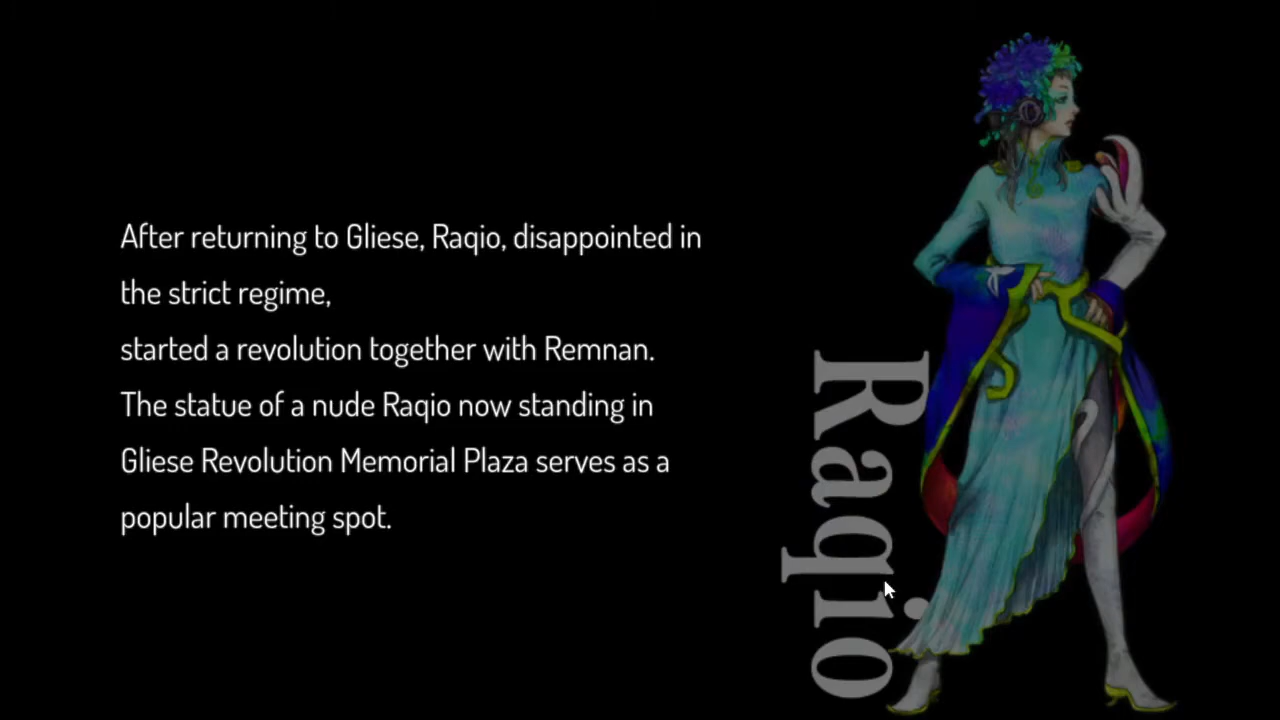 After returning to Gliese, Raqio, disappointed in
the strict regime,
started a revolution together with Remnan.
The statue of a nude Raqio now standing in
Gliese Revolution Memorial Plaza serves as a
popular meeting spot.
Raqio